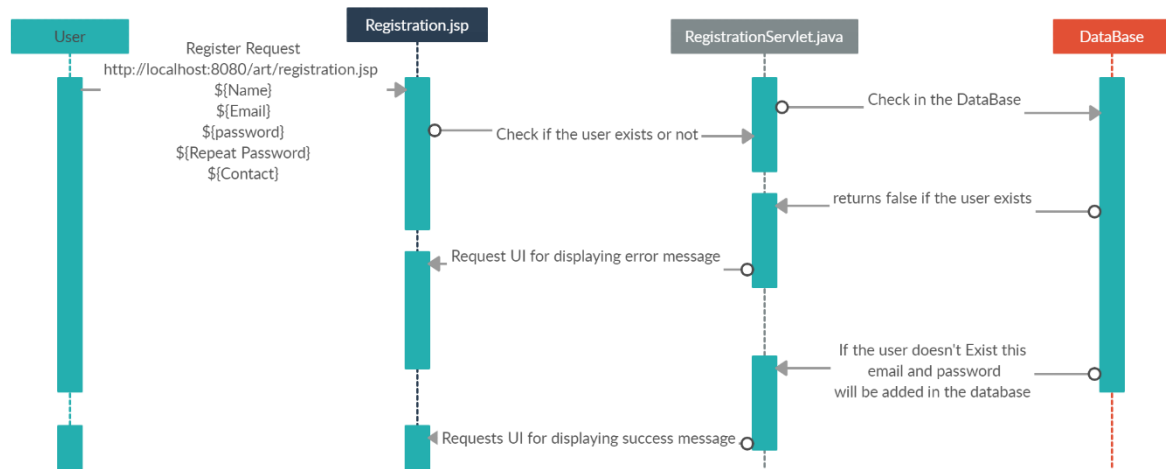 User
Registration.jsp
RegistrationServlet.java
DataBase
Register Request
http://localhost:8080/art/registration.jsp
${Name}
${Email}
${password}
${Repeat Password}
${Contact}
Check in the DataBase
Check if the user exists or not
returns false if the user exists
Request UI for displaying error message
If the user doesn't Exist this
email and password
will be added in the database
Requests UI for displaying success message